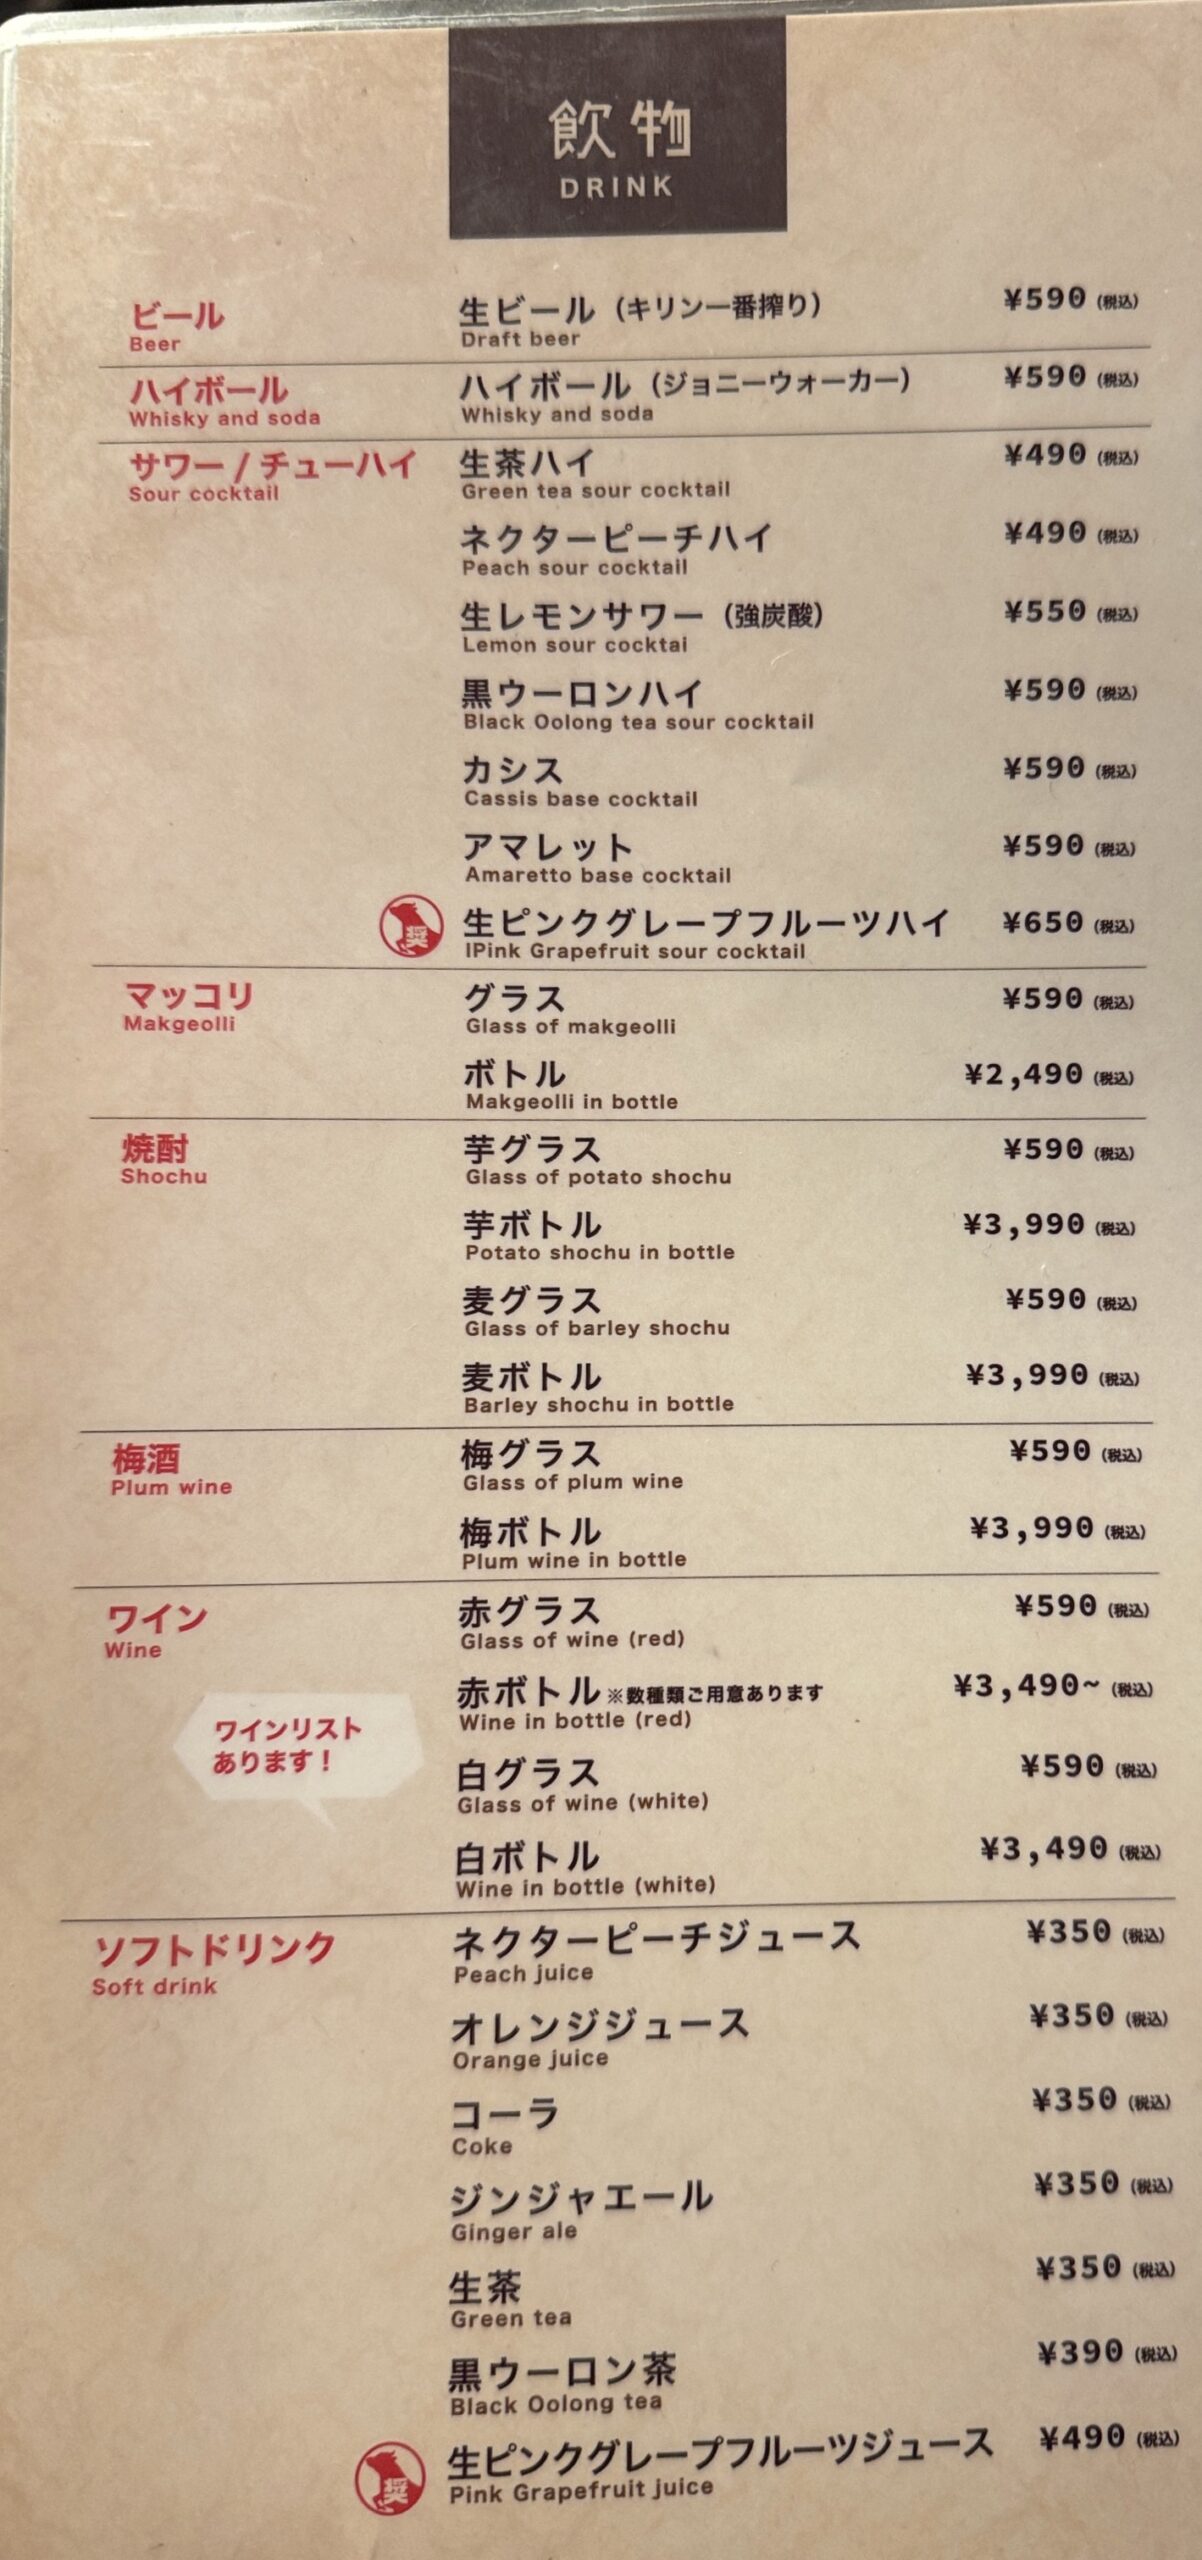 飲物
DRINK
ビール
Beer
生ビール（キリン一番搾り） ¥590（税込）
Draft beer
ハイボール
Whisky and soda
ハイボール（ジョニーウォーカー） ¥590（税込）
Whisky and soda
サワー / チューハイ
Sour cocktail
生茶ハイ ¥490（税込）
Green tea sour cocktail
ネクターピーチハイ ¥490（税込）
Peach sour cocktail
生レモンサワー（強炭酸） ¥550（税込）
Lemon sour cocktai
黒ウーロンハイ ¥590（税込）
Black Oolong tea sour cocktail
カシス ¥590（税込）
Cassis base cocktail
アマレット ¥590（税込）
Amaretto base cocktail
奨
生ピンクグレープフルーツハイ ¥650（税込）
IPink Grapefruit sour cocktail
マッコリ
Makgeolli
グラス ¥590（税込）
Glass of makgeolli
ボトル ¥2,490（税込）
Makgeolli in bottle
焼酎
Shochu
芋グラス ¥590（税込）
Glass of potato shochu
芋ボトル ¥3,990（税込）
Potato shochu in bottle
麦グラス ¥590（税込）
Glass of barley shochu
麦ボトル ¥3,990（税込）
Barley shochu in bottle
梅酒
Plum wine
梅グラス ¥590（税込）
Glass of plum wine
梅ボトル ¥3,990（税込）
Plum wine in bottle
ワイン
Wine
ワインリスト
あります！
赤グラス ¥590（税込）
Glass of wine (red)
赤ボトル※数種類ご用意あります ¥3,490~（税込）
Wine in bottle (red)
白グラス ¥590（税込）
Glass of wine (white)
白ボトル ¥3,490（税込）
Wine in bottle (white)
ソフトドリンク
Soft drink
ネクターピーチジュース ¥350（税込）
Peach juice
オレンジジュース ¥350（税込）
Orange juice
コーラ ¥350（税込）
Coke
ジンジャエール ¥350（税込）
Ginger ale
生茶 ¥350（税込）
Green tea
黒ウーロン茶 ¥390（税込）
Black Oolong tea
奨
生ピンクグレープフルーツジュース ¥490（税込）
Pink Grapefruit juice